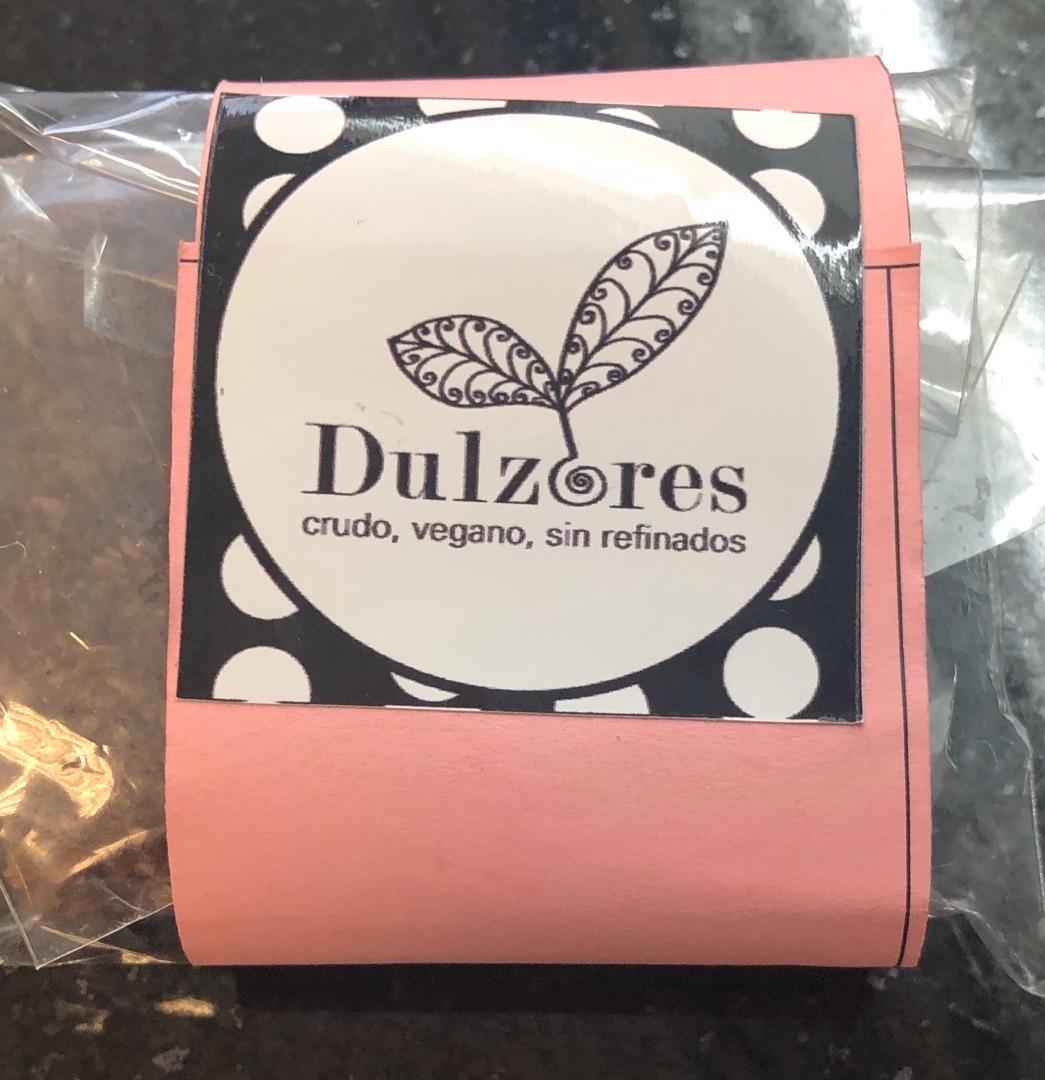 Dulzores
crudo, vegano, sin refinados